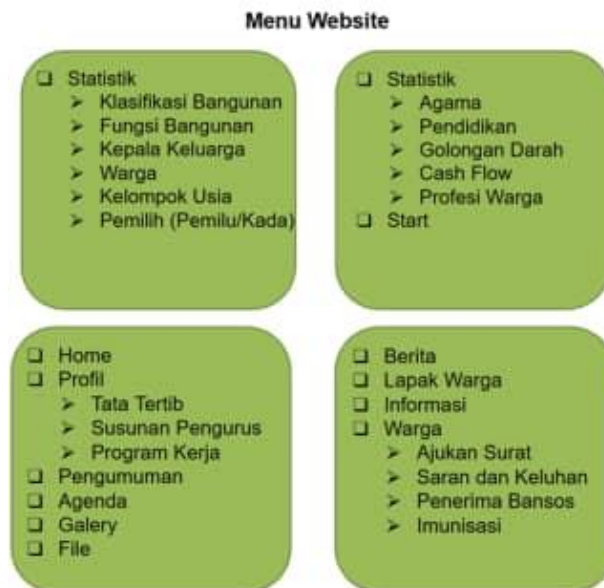 Menu Website
❑ Statistik
➢ Klasifikasi Bangunan
➢ Fungsi Bangunan
➢ Kepala Keluarga
➢ Warga
➢ Kelompok Usia
➢ Pemilih (Pemilu/Kada)
❑ Statistik
➢ Agama
➢ Pendidikan
➢ Golongan Darah
➢ Cash Flow
➢ Profesi Warga
❑ Start
❑ Home
❑ Profil
➢ Tata Tertib
➢ Susunan Pengurus
➢ Program Kerja
❑ Pengumuman
❑ Agenda
❑ Galery
❑ File
❑ Berita
❑ Lapak Warga
❑ Informasi
❑ Warga
➢ Ajukan Surat
➢ Saran dan Keluhan
➢ Penerima Bansos
➢ Imunisasi